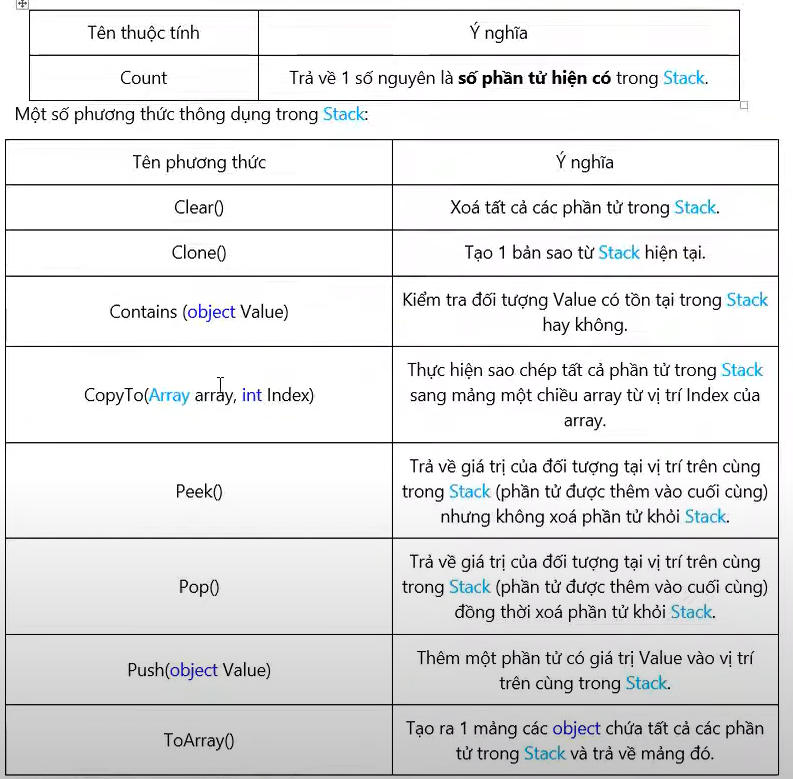 Tên thuộc tính
Ý nghĩa
Count
Trả về 1 số nguyên là số phần tử hiện có trong Stack.
Một số phương thức thông dụng trong Stack:
Tên phương thức
Ý nghĩa
Clear()
Xoá tất cả các phần tử trong Stack.
Clone()
Tạo 1 bản sao từ Stack hiện tại.
Contains (object Value)
Kiểm tra đối tượng Value có tồn tại trong Stack
hay không.
CopyTo(Array array, int Index)
Thực hiện sao chép tất cả phần tử trong Stack
sang mảng một chiều array từ vị trí Index của
array.
Peek()
Trả về giá trị của đối tượng tại vị trí trên cùng
trong Stack (phần tử được thêm vào cuối cùng)
nhưng không xoá phần tử khỏi Stack.
Pop()
Trả về giá trị của đối tượng tại vị trí trên cùng
trong Stack (phần tử được thêm vào cuối cùng)
đồng thời xoá phần tử khỏi Stack.
Push(object Value)
Thêm một phần tử có giá trị Value vào vị trí
trên cùng trong Stack.
ToArray()
Tạo ra 1 mảng các object chứa tất cả các phần
tử trong Stack và trả về mảng đó.